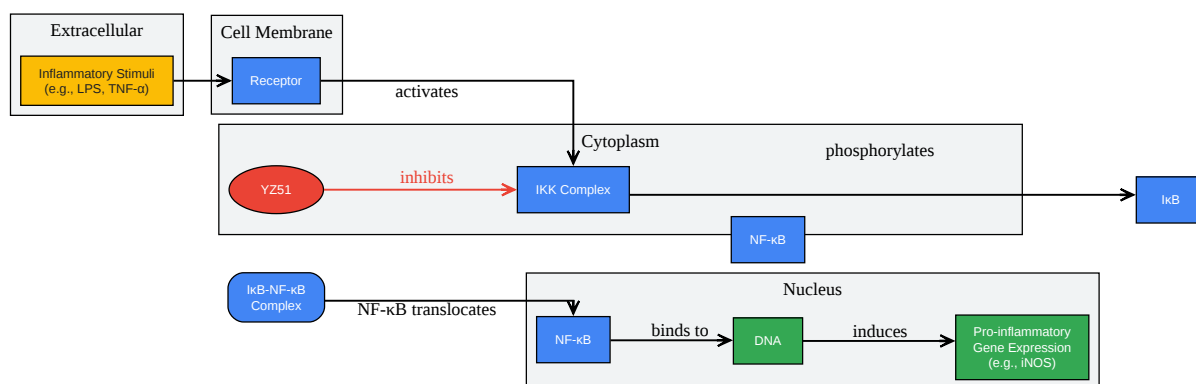 Extracellular
Inflammatory Stimuli
(e.g., LPS, TNF-α)
Cell Membrane
Receptor
activates
Cytoplasm
phosphorylates
YZ51
inhibits
IKK Complex
IκB
NF-κB
IκB-NF-κB
Complex
NF-κB translocates
Nucleus
NF-κB
binds to
DNA
induces
Pro-inflammatory
Gene Expression
(e.g., iNOS)